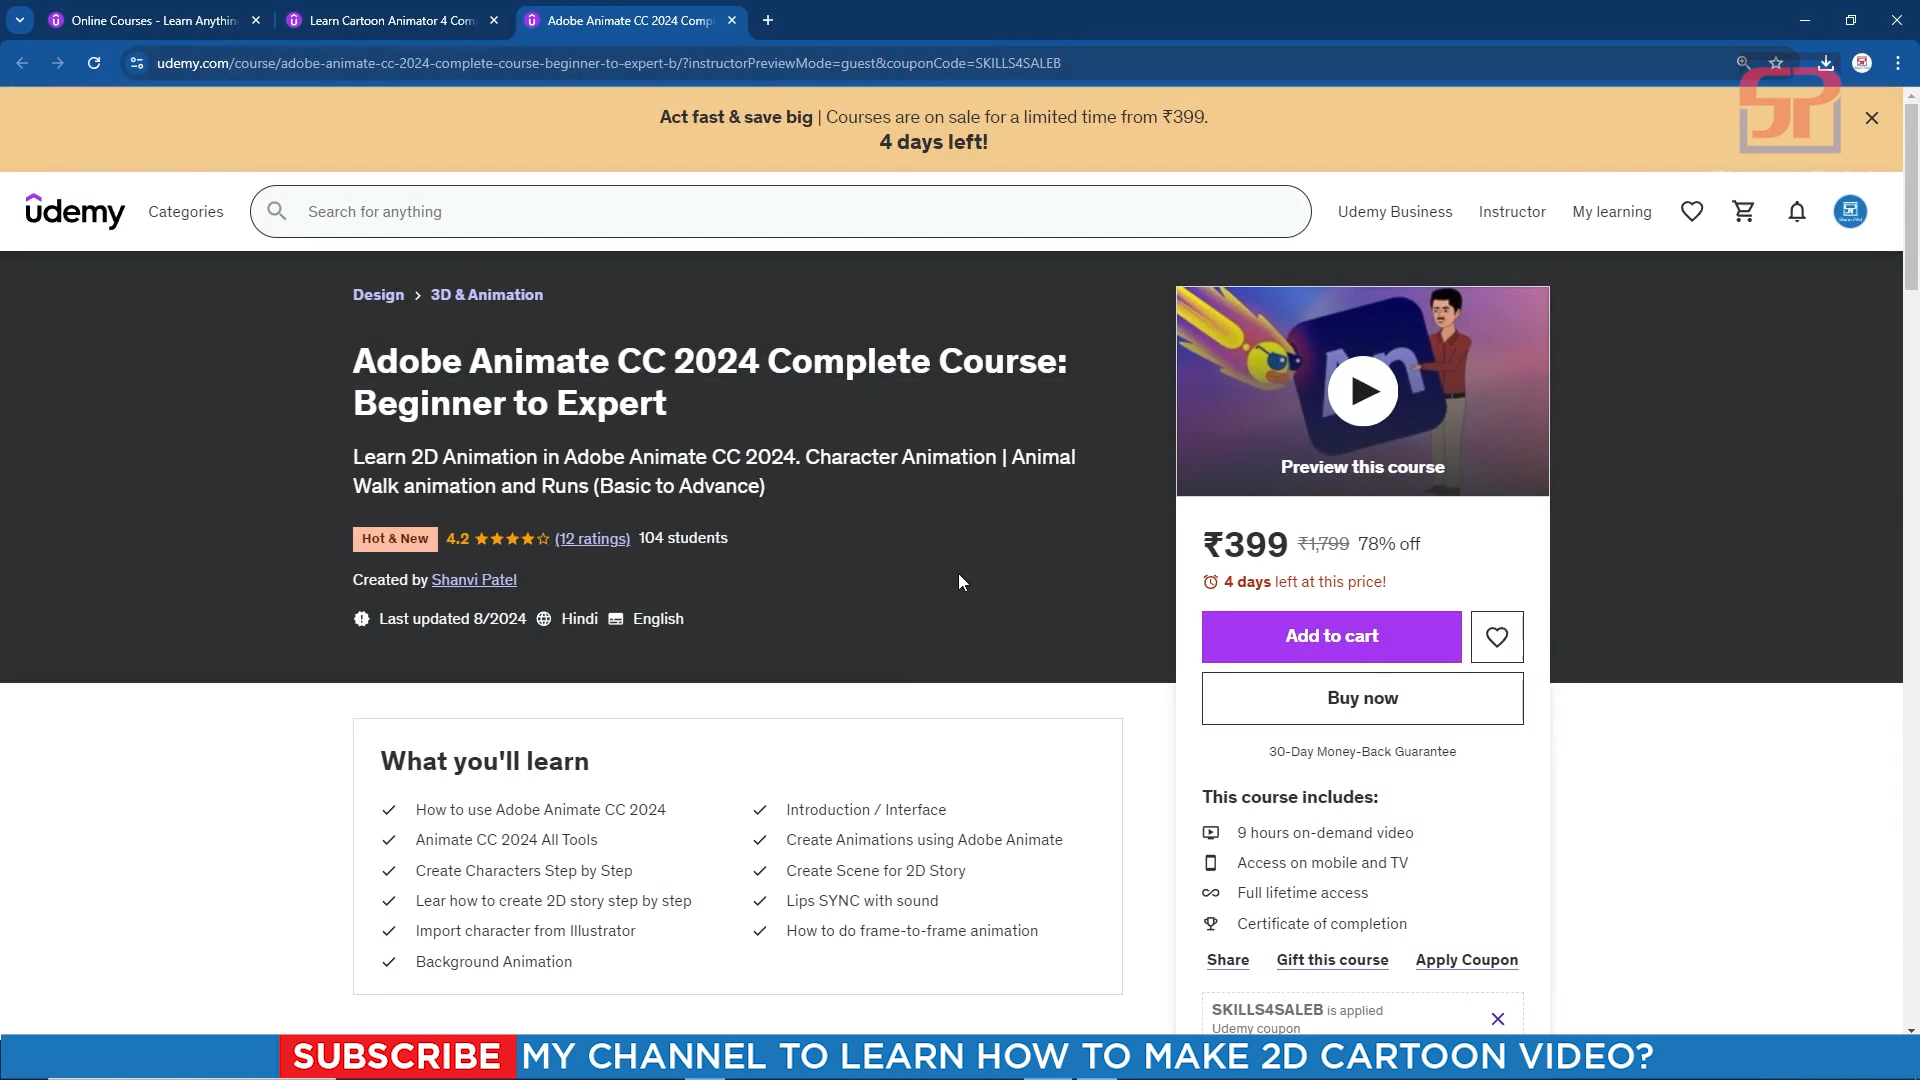 Online Courses - Learn Anythin
Learn Cartoon Animator 4 Com
Adobe Animate CC 2024 Compl
udemy.com/course/adobe-animate-cc-2024-complete-course-beginner-to-expert-b/?instructorPreviewMode=guest&couponCode=SKILLS4SALEB
Act fast & save big | Courses are on sale for a limited time from ₹399.
4 days left!
SP
udemy
Categories
Search for anything
Udemy Business
Instructor
My learning
Design > 3D & Animation
Adobe Animate CC 2024 Complete Course:
Beginner to Expert
Learn 2D Animation in Adobe Animate CC 2024. Character Animation | Animal
Walk animation and Runs (Basic to Advance)
Hot & New 4.2 (12 ratings) 104 students
Created by Shanvi Patel
Last updated 8/2024 Hindi English
An
Preview this course
₹399 ₹1,799 78% off
4 days left at this price!
Add to cart
Buy now
30-Day Money-Back Guarantee
This course includes:
9 hours on-demand video
Access on mobile and TV
Full lifetime access
Certificate of completion
Share Gift this course Apply Coupon
SKILLS4SALEB is applied
Udemy coupon
What you'll learn
How to use Adobe Animate CC 2024
Introduction / Interface
Animate CC 2024 All Tools
Create Animations using Adobe Animate
Create Characters Step by Step
Create Scene for 2D Story
Lear how to create 2D story step by step
Lips SYNC with sound
Import character from Illustrator
How to do frame-to-frame animation
Background Animation
SUBSCRIBE MY CHANNEL TO LEARN HOW TO MAKE 2D CARTOON VIDEO?